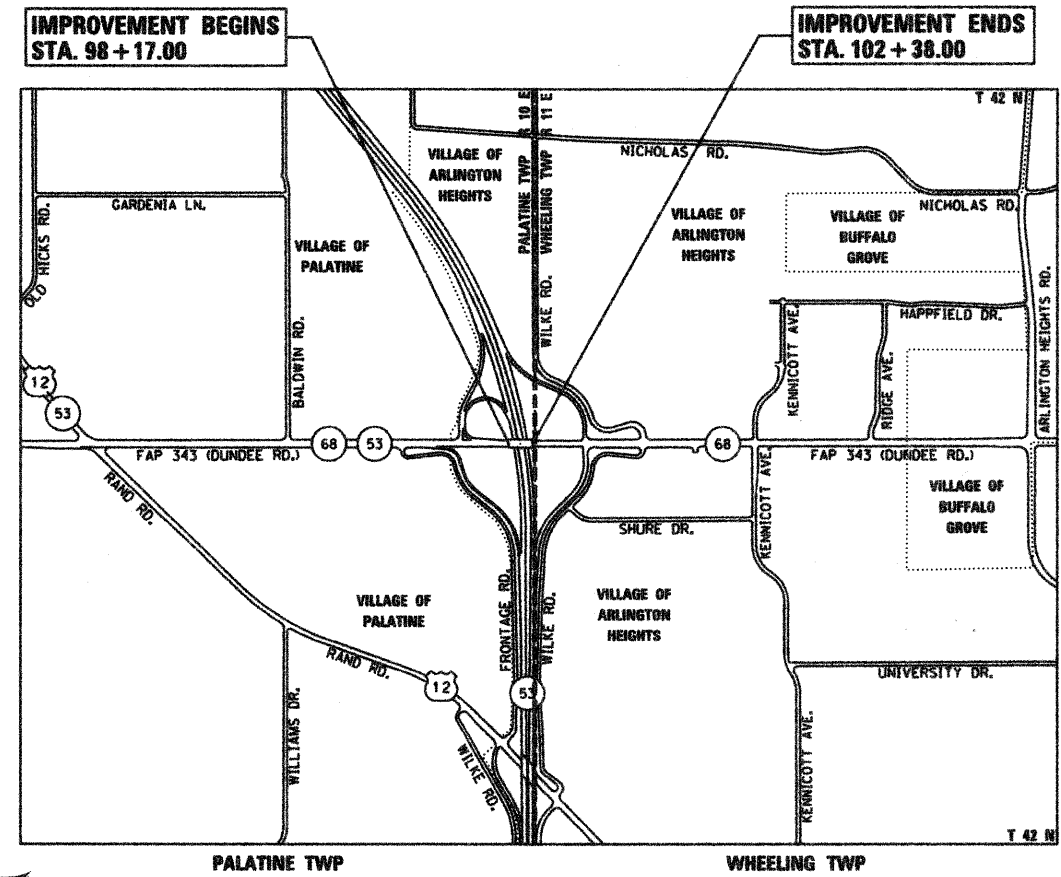 IMPROVEMENT BEGINS
STA. 98 + 17.00
IMPROVEMENT ENDS
STA. 102 + 38.00
T 42 N
PALATINE TWP R 10 E
WHEELING TWP R 11 E
NICHOLAS RD.
VILLAGE OF
ARLINGTON
HEIGHTS
GARDENIA LN.
OLD HICKS RD.
VILLAGE OF
PALATINE
VILLAGE OF
ARLINGTON
HEIGHTS
VILLAGE OF
BUFFALO
GROVE
NICHOLAS RD.
WILKE RD.
ARLINGTON HEIGHTS RD.
BALDWIN RD.
KENNICOTT AVE.
HAPPFIELD DR.
RIDGE AVE.
12
53
68
53
68
FAP 343 (DUNDEE RD.)
FAP 343 (DUNDEE RD.)
RAND RD.
KENNICOTT AVE.
VILLAGE OF
BUFFALO
GROVE
SHURE DR.
FRONTAGE RD.
WILKE RD.
VILLAGE OF
PALATINE
VILLAGE OF
ARLINGTON
HEIGHTS
RAND RD.
12
53
UNIVERSITY DR.
WILLIAMS DR.
WILKE RD.
KENNICOTT AVE.
T 42 N
PALATINE TWP
WHEELING TWP